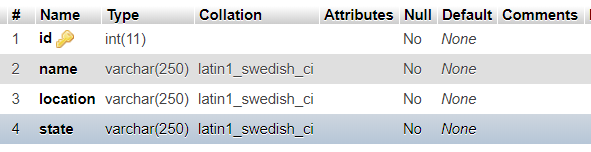 # Name Type Collation Attributes Null Default Comments
1 id int(11) No None
2 name varchar(250) latin1_swedish_ci No None
3 location varchar(250) latin1_swedish_ci No None
4 state varchar(250) latin1_swedish_ci No None